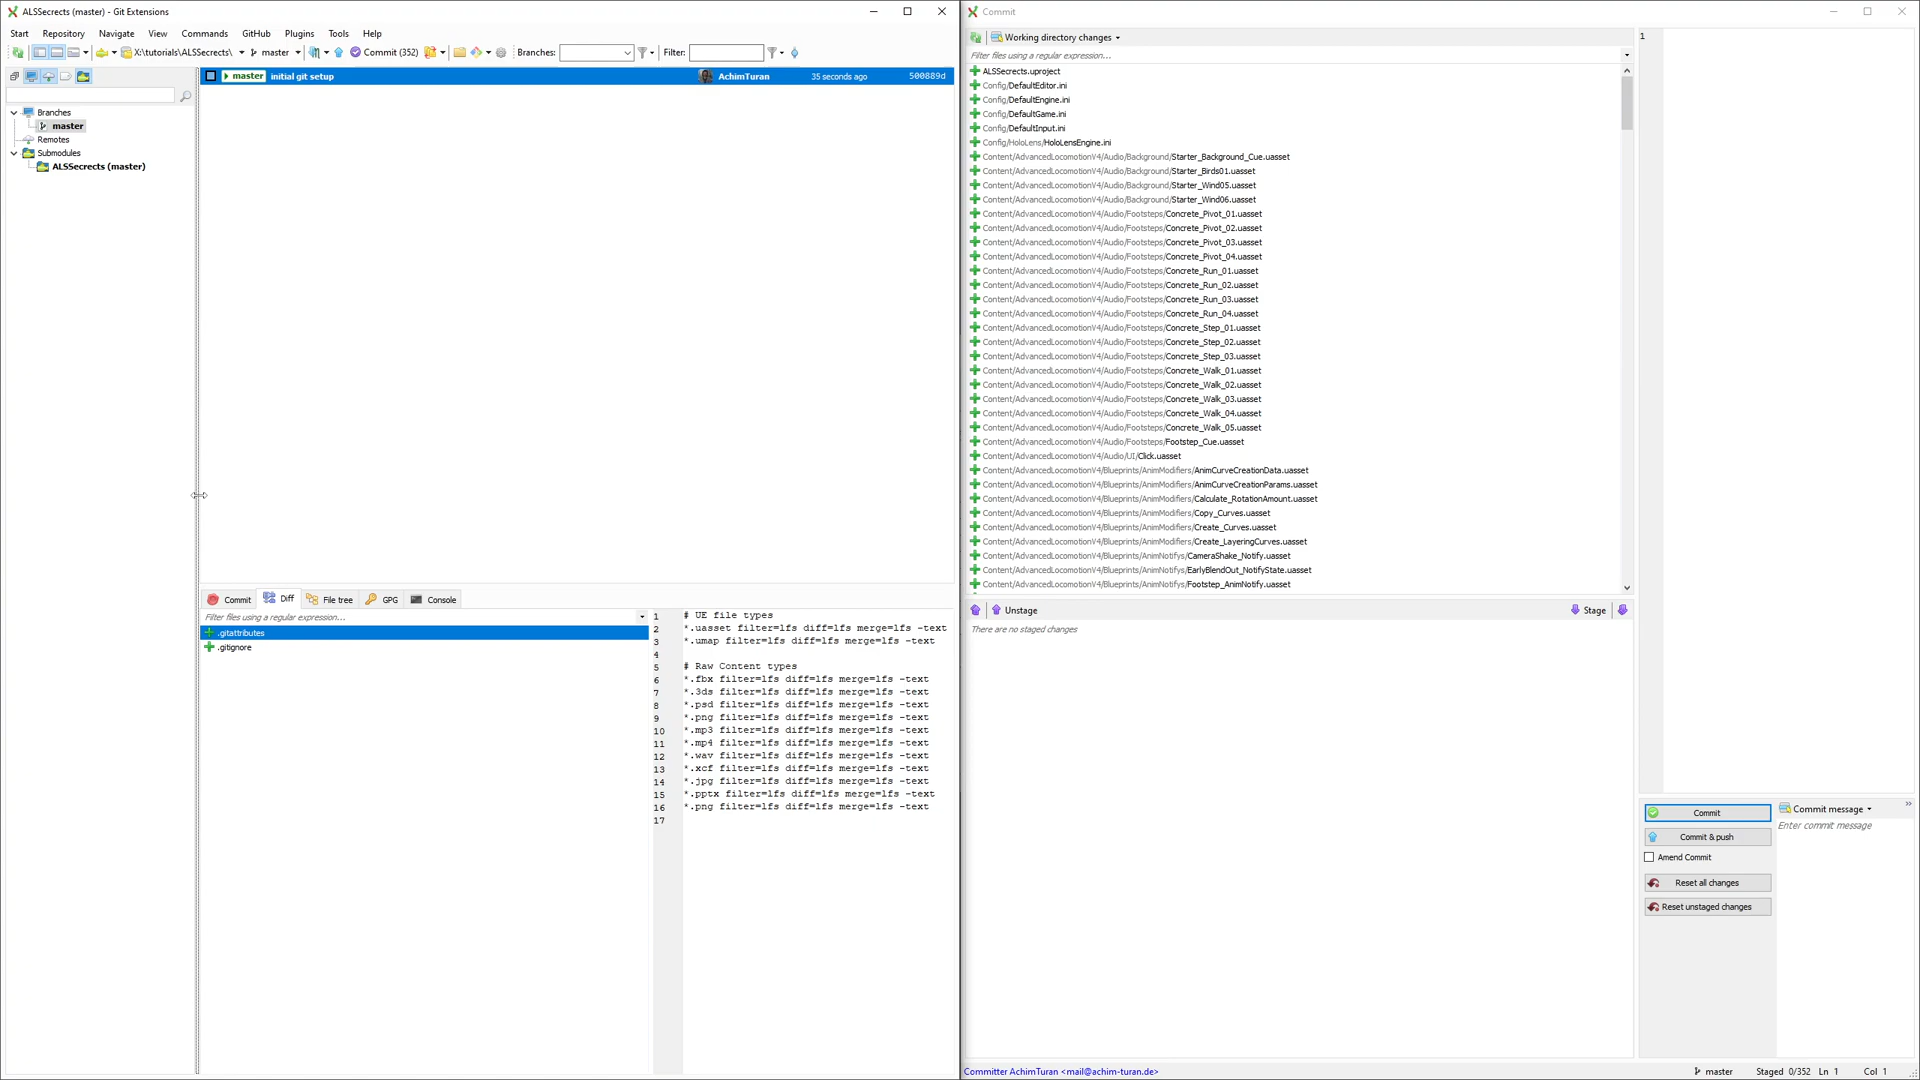 ALSSecrects (master) - Git Extensions
Start Repository Navigate View Commands GitHub Plugins Tools Help
X:\tutorials\ALSSecrects\ master Commit (352) Branches: Filter:
master initial git setup AchimTuran 35 seconds ago 500889d
Branches
master
Remotes
Submodules
ALSSecrects (master)
Commit Diff File tree GPG Console
Filter files using a regular expression...
.gitattributes
.gitignore
1 # UE file types
2 *.uasset filter=lfs diff=lfs merge=lfs -text
3 *.umap filter=lfs diff=lfs merge=lfs -text
4
5 # Raw Content types
6 *.fbx filter=lfs diff=lfs merge=lfs -text
7 *.3ds filter=lfs diff=lfs merge=lfs -text
8 *.psd filter=lfs diff=lfs merge=lfs -text
9 *.png filter=lfs diff=lfs merge=lfs -text
10 *.mp3 filter=lfs diff=lfs merge=lfs -text
11 *.mp4 filter=lfs diff=lfs merge=lfs -text
12 *.wav filter=lfs diff=lfs merge=lfs -text
13 *.xcf filter=lfs diff=lfs merge=lfs -text
14 *.jpg filter=lfs diff=lfs merge=lfs -text
15 *.pptx filter=lfs diff=lfs merge=lfs -text
16 *.png filter=lfs diff=lfs merge=lfs -text
17
Commit
Working directory changes
Filter files using a regular expression...
ALSSecrects.uproject
Config/DefaultEditor.ini
Config/DefaultEngine.ini
Config/DefaultGame.ini
Config/DefaultInput.ini
Config/HoloLens/HoloLensEngine.ini
Content/AdvancedLocomotionV4/Audio/Background/Starter_Background_Cue.uasset
Content/AdvancedLocomotionV4/Audio/Background/Starter_Birds01.uasset
Content/AdvancedLocomotionV4/Audio/Background/Starter_Wind05.uasset
Content/AdvancedLocomotionV4/Audio/Background/Starter_Wind06.uasset
Content/AdvancedLocomotionV4/Audio/Footsteps/Concrete_Pivot_01.uasset
Content/AdvancedLocomotionV4/Audio/Footsteps/Concrete_Pivot_02.uasset
Content/AdvancedLocomotionV4/Audio/Footsteps/Concrete_Pivot_03.uasset
Content/AdvancedLocomotionV4/Audio/Footsteps/Concrete_Pivot_04.uasset
Content/AdvancedLocomotionV4/Audio/Footsteps/Concrete_Run_01.uasset
Content/AdvancedLocomotionV4/Audio/Footsteps/Concrete_Run_02.uasset
Content/AdvancedLocomotionV4/Audio/Footsteps/Concrete_Run_03.uasset
Content/AdvancedLocomotionV4/Audio/Footsteps/Concrete_Run_04.uasset
Content/AdvancedLocomotionV4/Audio/Footsteps/Concrete_Step_01.uasset
Content/AdvancedLocomotionV4/Audio/Footsteps/Concrete_Step_02.uasset
Content/AdvancedLocomotionV4/Audio/Footsteps/Concrete_Step_03.uasset
Content/AdvancedLocomotionV4/Audio/Footsteps/Concrete_Walk_01.uasset
Content/AdvancedLocomotionV4/Audio/Footsteps/Concrete_Walk_02.uasset
Content/AdvancedLocomotionV4/Audio/Footsteps/Concrete_Walk_03.uasset
Content/AdvancedLocomotionV4/Audio/Footsteps/Concrete_Walk_04.uasset
Content/AdvancedLocomotionV4/Audio/Footsteps/Concrete_Walk_05.uasset
Content/AdvancedLocomotionV4/Audio/Footsteps/Footstep_Cue.uasset
Content/AdvancedLocomotionV4/Audio/UI/Click.uasset
Content/AdvancedLocomotionV4/Blueprints/AnimModifiers/AnimCurveCreationData.uasset
Content/AdvancedLocomotionV4/Blueprints/AnimModifiers/AnimCurveCreationParams.uasset
Content/AdvancedLocomotionV4/Blueprints/AnimModifiers/Calculate_RotationAmount.uasset
Content/AdvancedLocomotionV4/Blueprints/AnimModifiers/Copy_Curves.uasset
Content/AdvancedLocomotionV4/Blueprints/AnimModifiers/Create_Curves.uasset
Content/AdvancedLocomotionV4/Blueprints/AnimModifiers/Create_LayeringCurves.uasset
Content/AdvancedLocomotionV4/Blueprints/AnimNotifys/CameraShake_Notify.uasset
Content/AdvancedLocomotionV4/Blueprints/AnimNotifys/EarlyBlendOut_NotifyState.uasset
Content/AdvancedLocomotionV4/Blueprints/AnimNotifys/Footstep_AnimNotify.uasset
Unstage Stage
There are no staged changes
1
Commit
Commit & push
Amend Commit
Reset all changes
Reset unstaged changes
Commit message
Enter commit message
Committer AchimTuran <mail@achim-turan.de> master Staged 0/352 Ln 1 Col 1